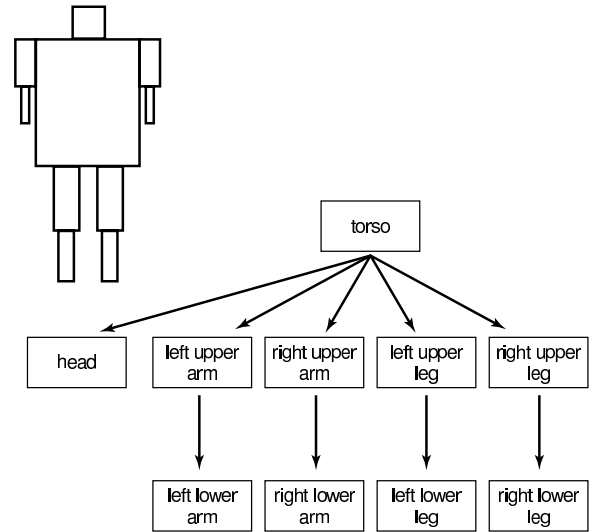 torso
head
left upper
arm
right upper
arm
left upper
leg
right upper
leg
left lower
arm
right lower
arm
left lower
leg
right lower
leg